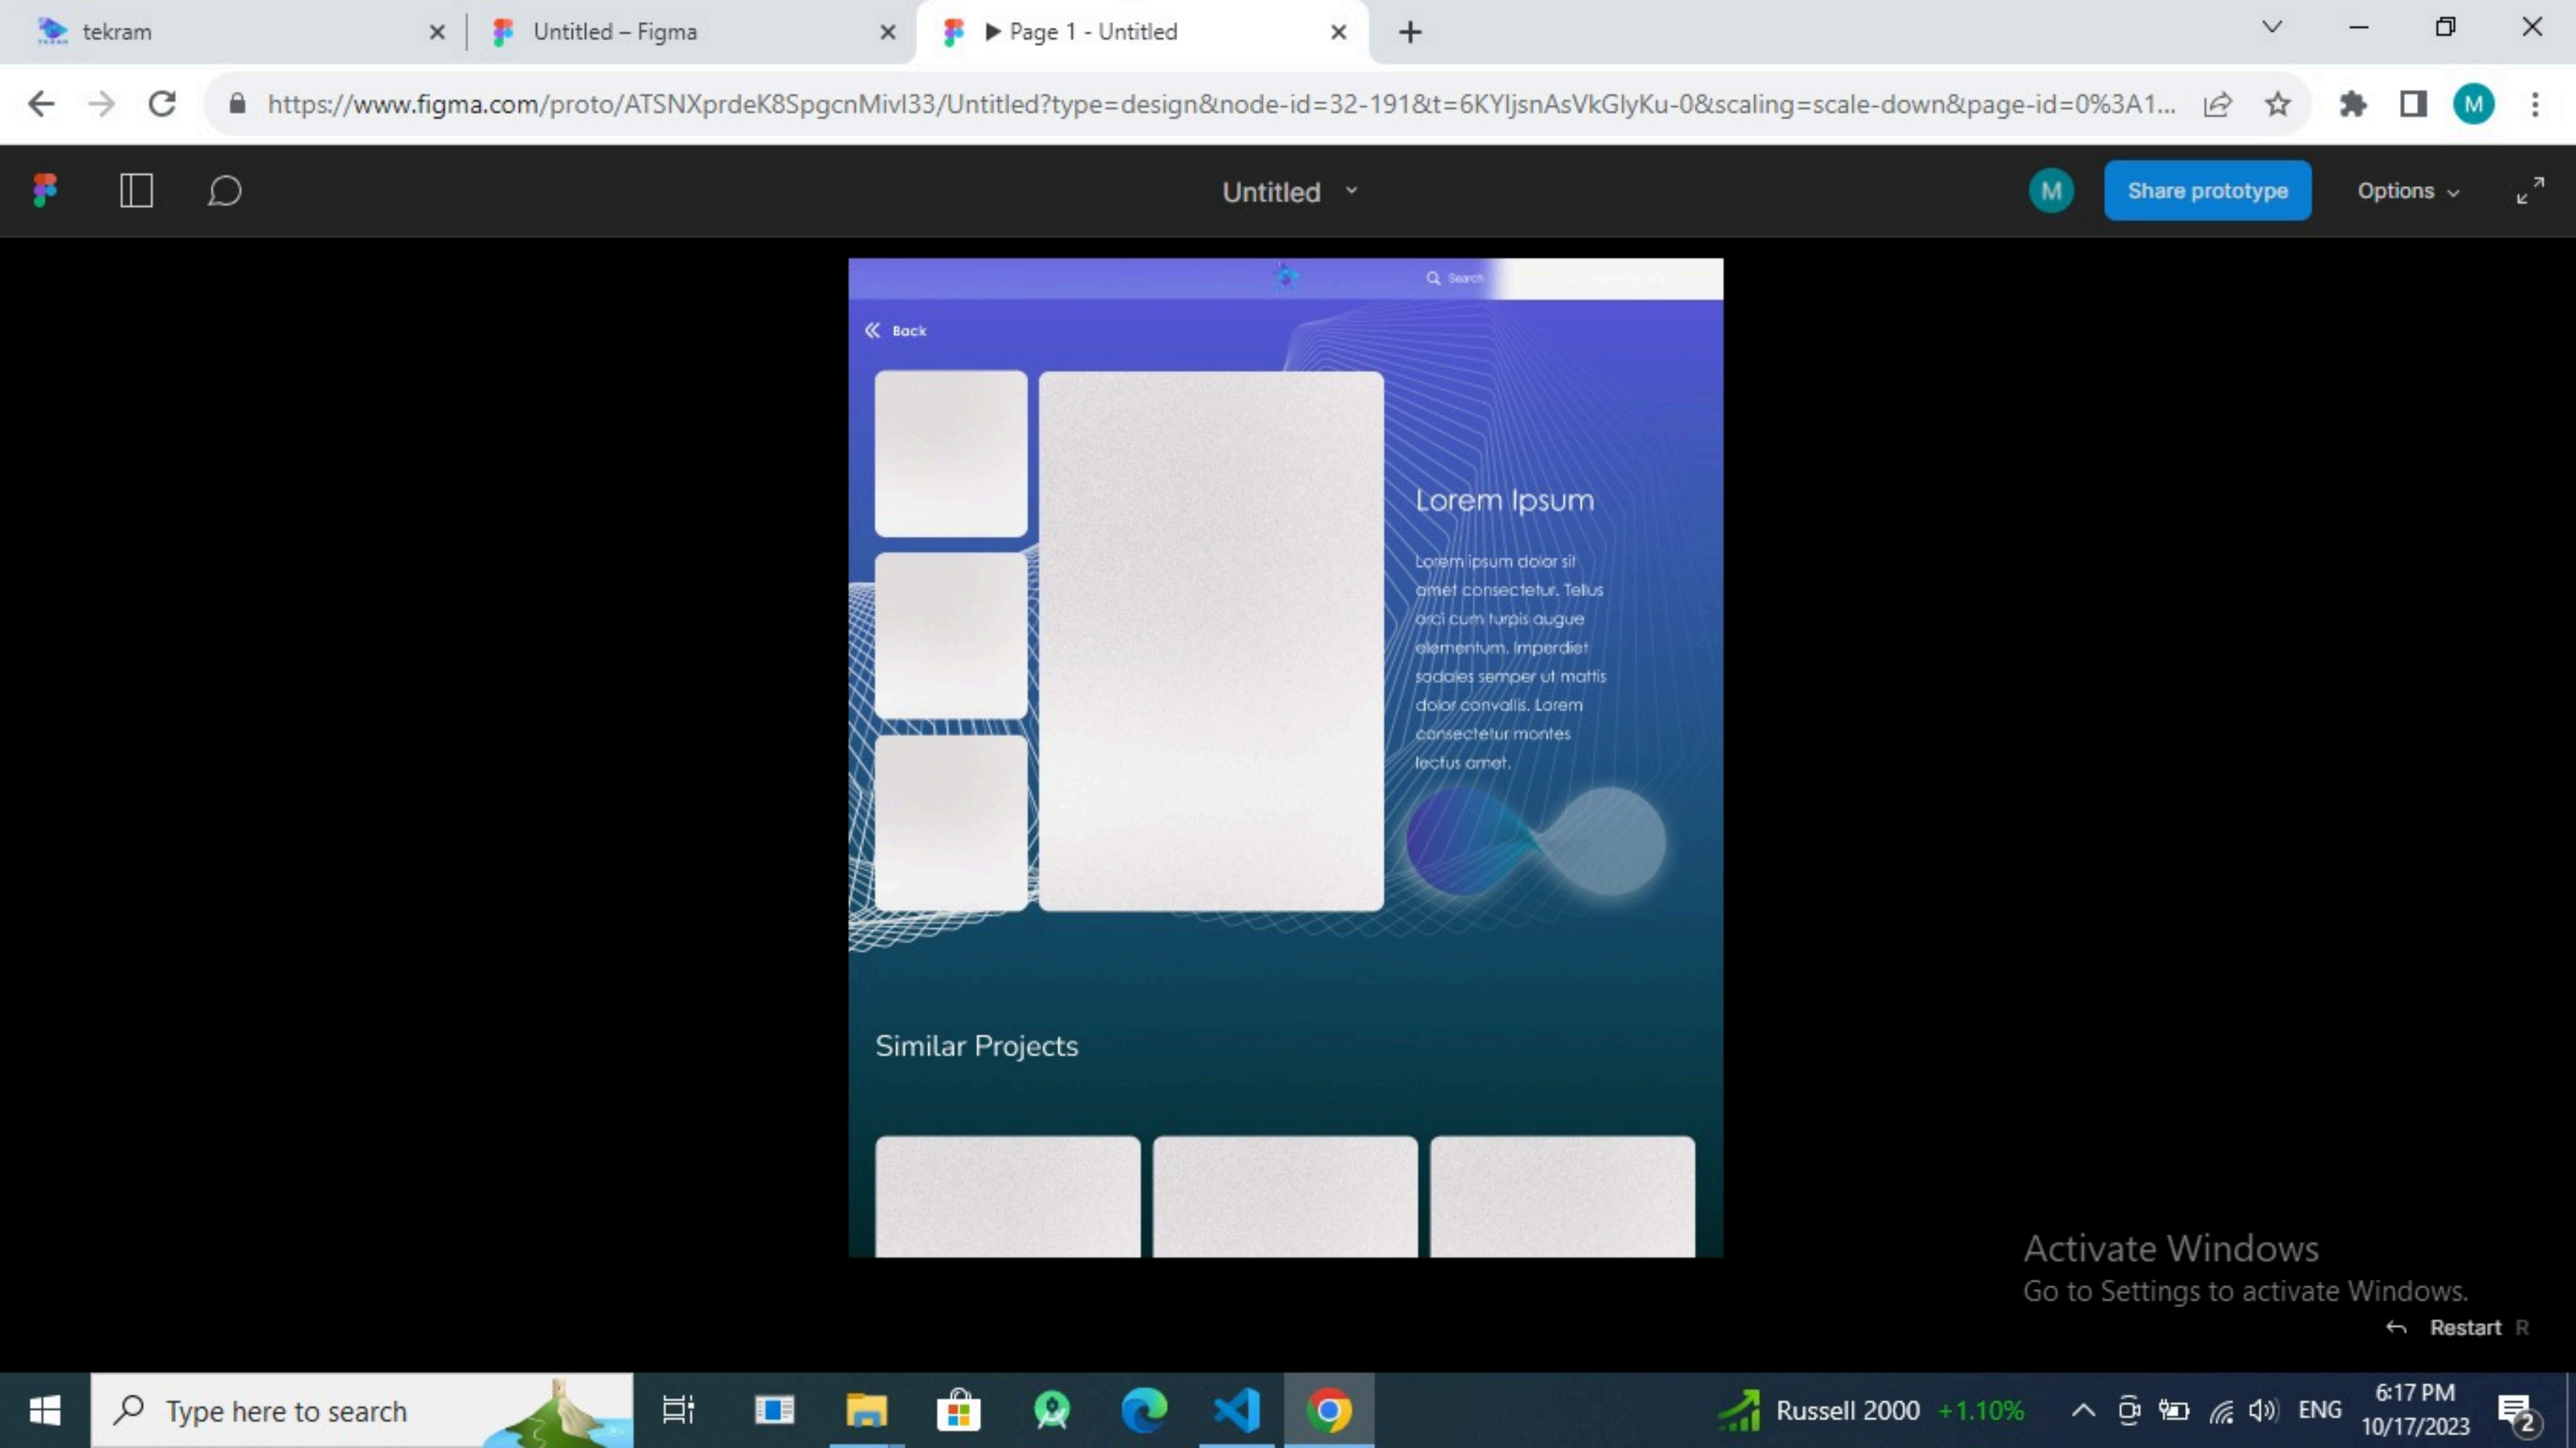 tekram
Untitled – Figma
Page 1 - Untitled
https://www.figma.com/proto/ATSNXprdeK8SpgcnMivl33/Untitled?type=design&node-id=32-191&t=6KYljsnAsVkGlyKu-0&scaling=scale-down&page-id=0%3A1...
M
Untitled
M
Share prototype
Options
Search
Back
Lorem Ipsum
Lorem ipsum dolor sit
amet consectetur. Tellus
orci cum turpis augue
elementum. Imperdiet
sodales semper ut mattis
dolor convallis. Lorem
consectetur montes
lectus amet.
Similar Projects
Activate Windows
Go to Settings to activate Windows.
Restart R
Type here to search
Russell 2000 +1.10%
ENG
6:17 PM
10/17/2023
2